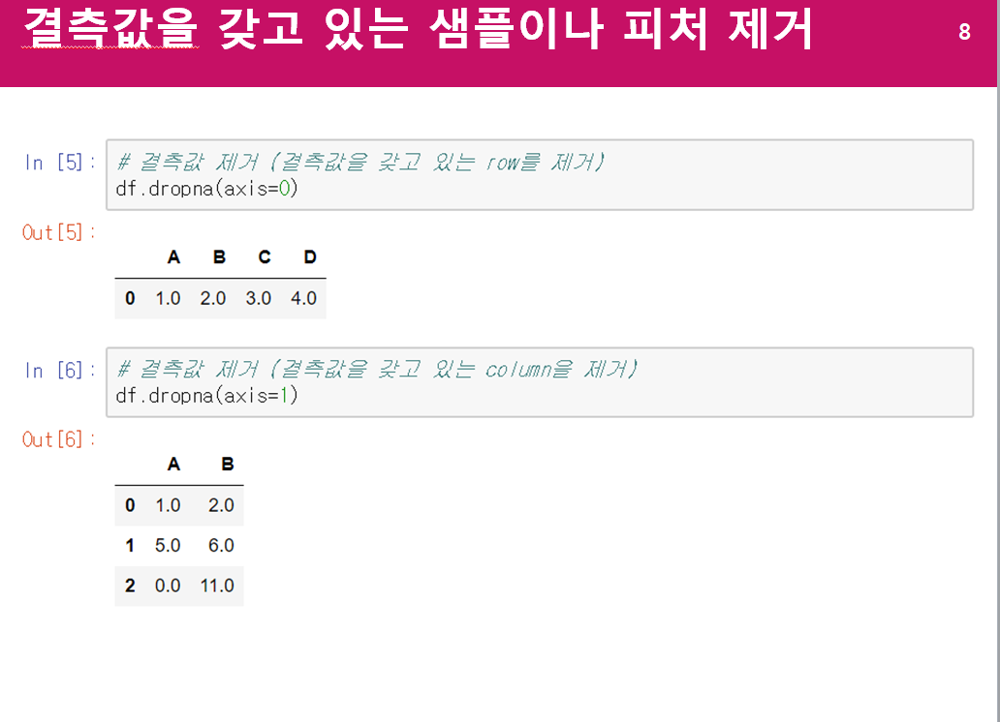 결측값을 갖고 있는 샘플이나 피처 제거
8
In [5]:
# 결측값 제거 (결측값을 갖고 있는 row를 제거)
df.dropna(axis=0)
Out[5]:
A B C D
0 1.0 2.0 3.0 4.0
In [6]:
# 결측값 제거 (결측값을 갖고 있는 column을 제거)
df.dropna(axis=1)
Out[6]:
A B
0 1.0 2.0
1 5.0 6.0
2 0.0 11.0